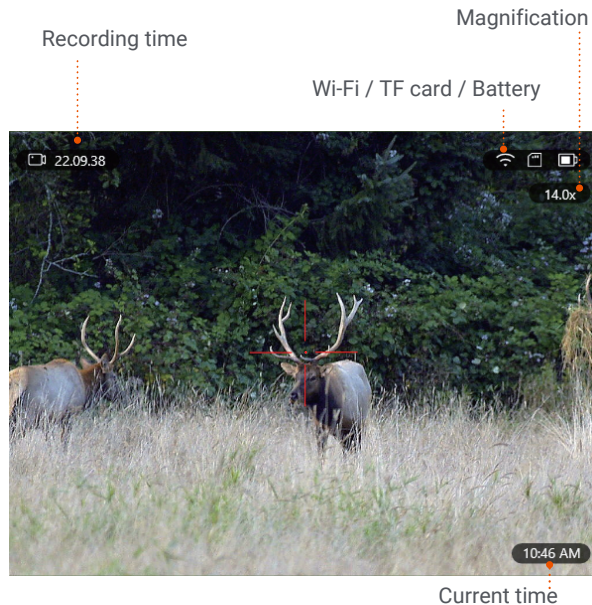 Magnification
Recording time
Wi-Fi / TF card / Battery
22.09.38
14.0x
10:46 AM
Current time